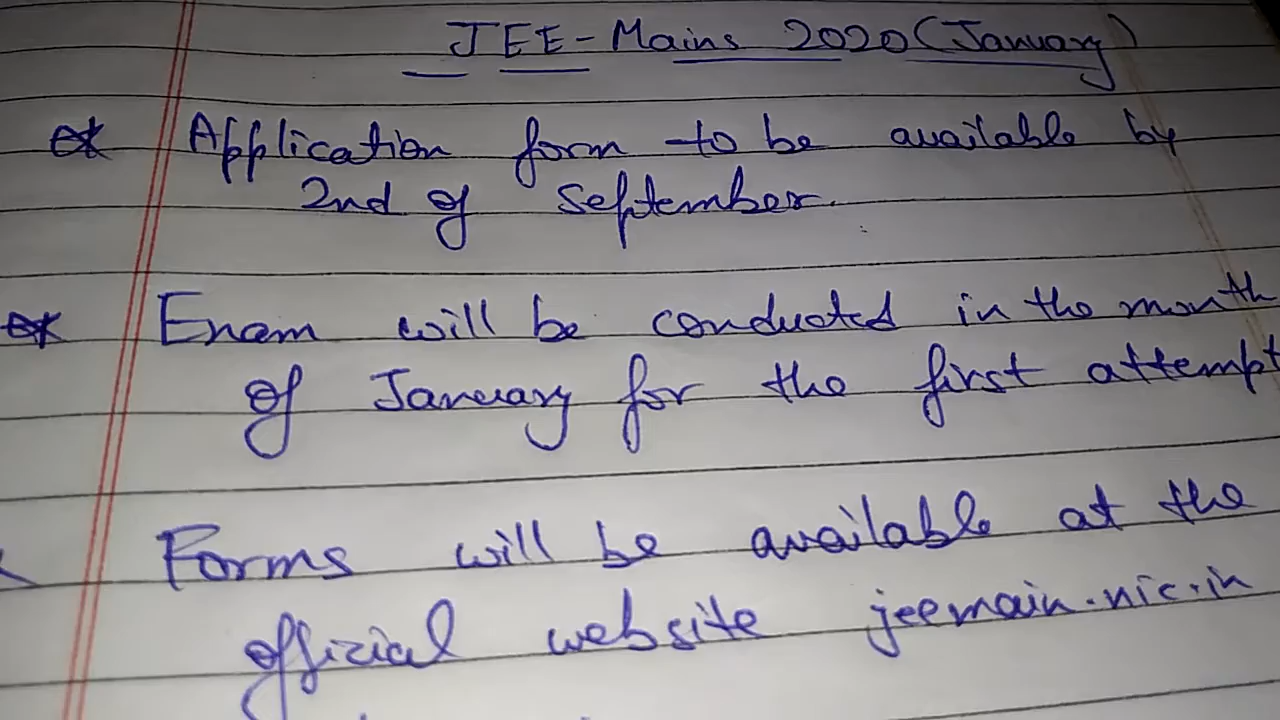 JEE-Mains 2020 (January)
Application form to be available by
2nd of September.
Exam will be conducted in the month
of January for the first attempt
Forms will be available at the
official website jeemain.nic.in